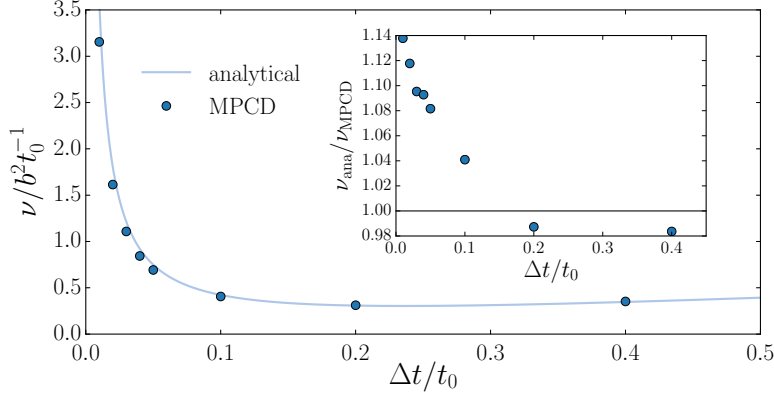 3.5
3.0
2.5
2.0
1.5
1.0
0.5
0.0
ν/b²t₀⁻¹
0.0 0.1 0.2 0.3 0.4 0.5
Δt/t₀
analytical
MPCD
1.14
1.12
1.10
1.08
1.06
1.04
1.02
1.00
0.98
ν_ana/ν_MPCD
0.0 0.1 0.2 0.3 0.4
Δt/t₀